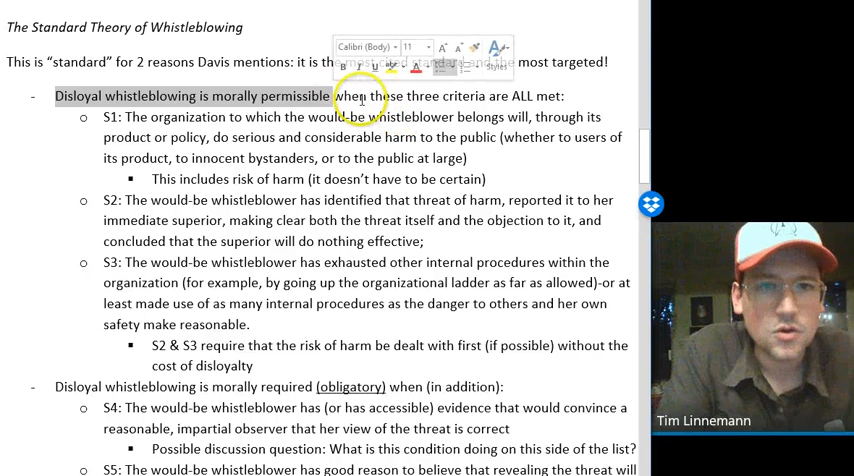 The Standard Theory of Whistleblowing
Calibri (Body) 11
This is “standard” for 2 reasons Davis mentions: it is the most cited standard and the most targeted!
B I U ab A Styles
- Disloyal whistleblowing is morally permissible when these three criteria are ALL met:
o S1: The organization to which the would-be whistleblower belongs will, through its
product or policy, do serious and considerable harm to the public (whether to users of
its product, to innocent bystanders, or to the public at large)
▪ This includes risk of harm (it doesn’t have to be certain)
o S2: The would-be whistleblower has identified that threat of harm, reported it to her
immediate superior, making clear both the threat itself and the objection to it, and
concluded that the superior will do nothing effective;
o S3: The would-be whistleblower has exhausted other internal procedures within the
organization (for example, by going up the organizational ladder as far as allowed)-or at
least made use of as many internal procedures as the danger to others and her own
safety make reasonable.
▪ S2 & S3 require that the risk of harm be dealt with first (if possible) without the
cost of disloyalty
- Disloyal whistleblowing is morally required (obligatory) when (in addition):
o S4: The would-be whistleblower has (or has accessible) evidence that would convince a
reasonable, impartial observer that her view of the threat is correct
▪ Possible discussion question: What is this condition doing on this side of the list?
o S5: The would-be whistleblower has good reason to believe that revealing the threat will
Tim Linnemann